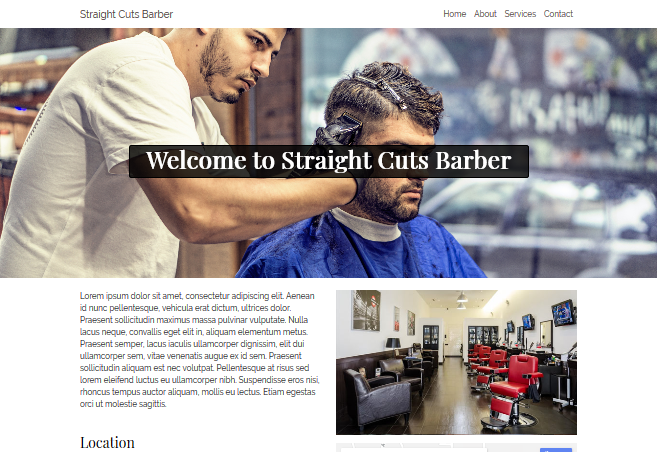 Straight Cuts Barber
Home About Services Contact
Welcome to Straight Cuts Barber
Lorem ipsum dolor sit amet, consectetur adipiscing elit. Aenean
id nunc pellentesque, vehicula erat dictum, ultrices dolor.
Praesent sollicitudin maximus massa pulvinar vulputate. Nulla
lacus neque, convallis eget elit in, aliquam elementum metus.
Praesent semper, lacus iaculis ullamcorper dignissim, elit dui
ullamcorper sem, vitae venenatis augue ex id sem. Praesent
sollicitudin aliquam est nec volutpat. Pellentesque at risus sed
lorem eleifend luctus eu ullamcorper nibh. Suspendisse eros nisi,
rhoncus tempus auctor aliquam, mollis eu lectus. Etiam egestas
orci ut molestie sagittis.
Location